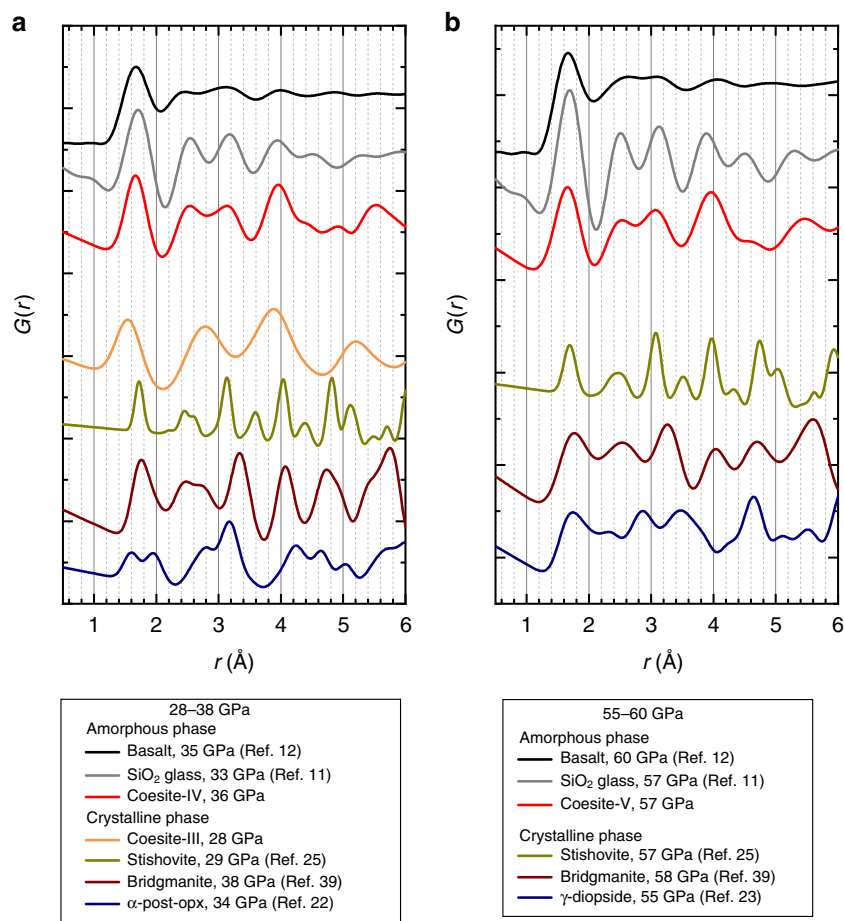 a
b
G(r)
G(r)
1 2 3 4 5 6
1 2 3 4 5 6
r (Å)
r (Å)
28–38 GPa
Amorphous phase
Basalt, 35 GPa (Ref. 12)
SiO₂ glass, 33 GPa (Ref. 11)
Coesite-IV, 36 GPa
Crystalline phase
Coesite-III, 28 GPa
Stishovite, 29 GPa (Ref. 25)
Bridgmanite, 38 GPa (Ref. 39)
α-post-opx, 34 GPa (Ref. 22)
55–60 GPa
Amorphous phase
Basalt, 60 GPa (Ref. 12)
SiO₂ glass, 57 GPa (Ref. 11)
Coesite-V, 57 GPa
Crystalline phase
Stishovite, 57 GPa (Ref. 25)
Bridgmanite, 58 GPa (Ref. 39)
γ-diopside, 55 GPa (Ref. 23)